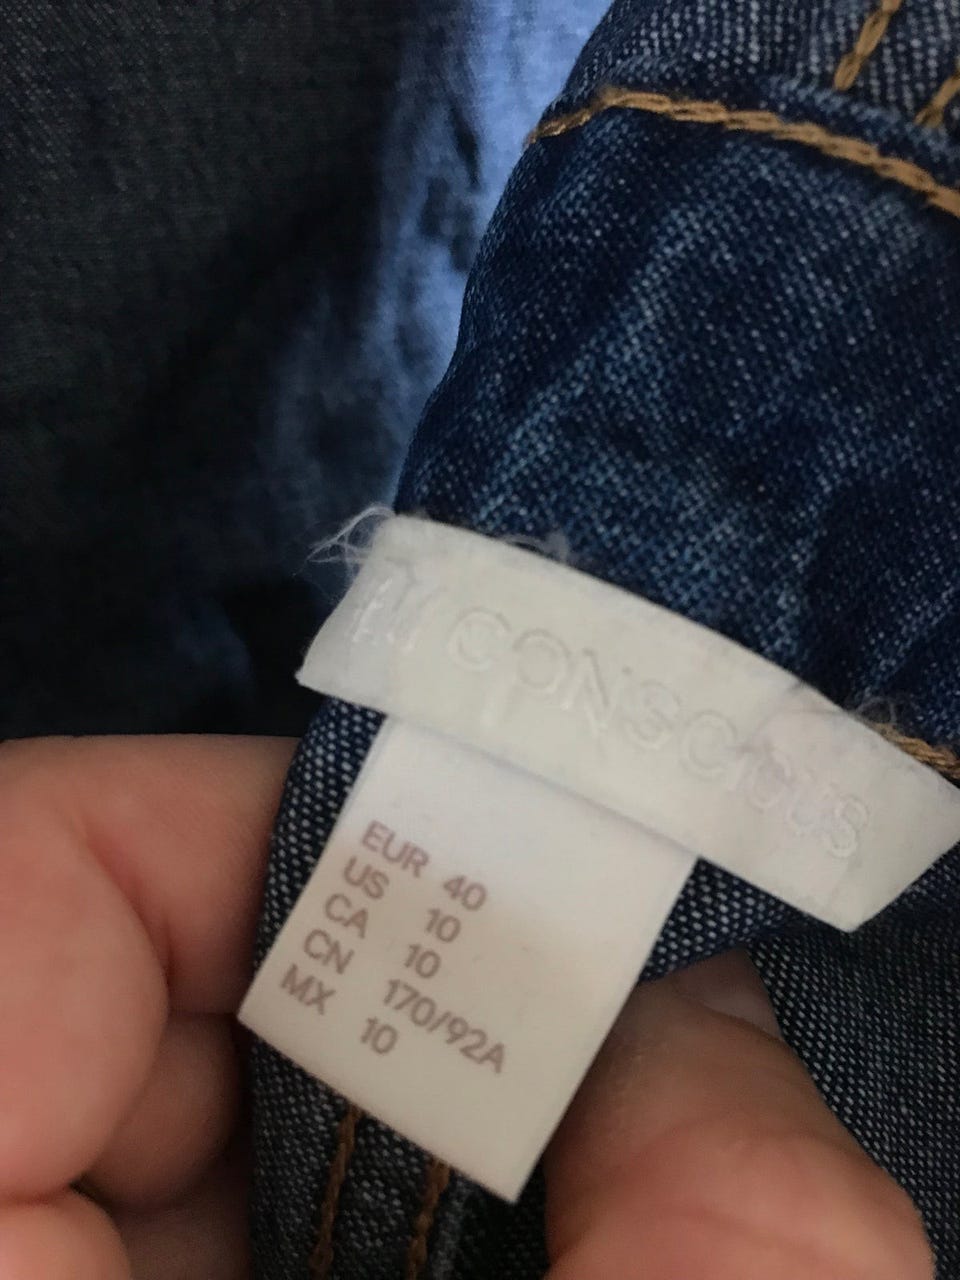 CONSCIOUS
EUR 40
US 10
CA 10
CN 170/92A
MX 10